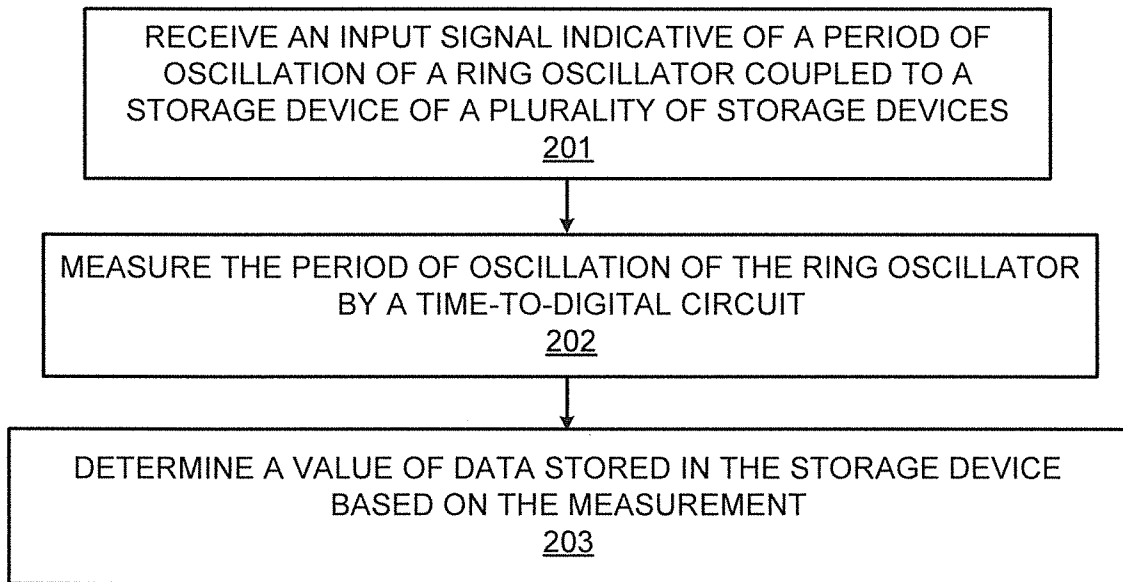 RECEIVE AN INPUT SIGNAL INDICATIVE OF A PERIOD OF
OSCILLATION OF A RING OSCILLATOR COUPLED TO A
STORAGE DEVICE OF A PLURALITY OF STORAGE DEVICES
201
MEASURE THE PERIOD OF OSCILLATION OF THE RING OSCILLATOR
BY A TIME-TO-DIGITAL CIRCUIT
202
DETERMINE A VALUE OF DATA STORED IN THE STORAGE DEVICE
BASED ON THE MEASUREMENT
203